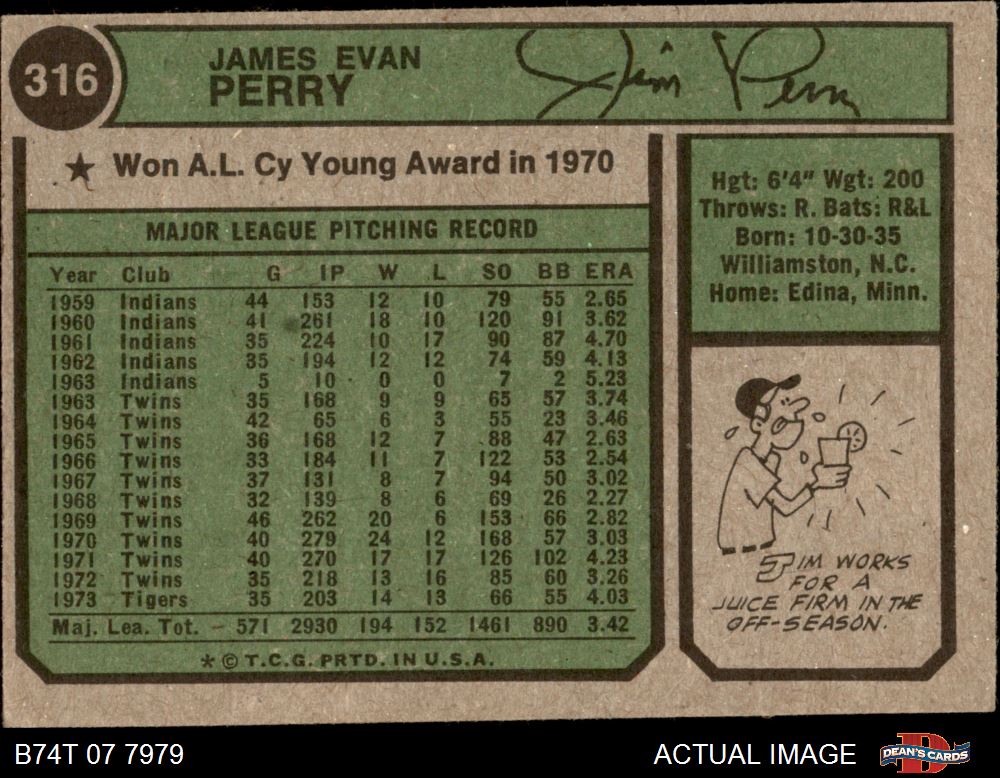 316
JAMES EVAN
PERRY
Jim Perry
★ Won A.L. Cy Young Award in 1970
MAJOR LEAGUE PITCHING RECORD
Year Club G IP W L SO BB ERA
1959 Indians 44 153 12 10 79 55 2.65
1960 Indians 41 261 18 10 120 91 3.62
1961 Indians 35 224 10 17 90 87 4.70
1962 Indians 35 194 12 12 74 59 4.13
1963 Indians 5 10 0 0 7 2 5.23
1963 Twins 35 168 9 9 65 57 3.74
1964 Twins 42 65 6 3 55 23 3.46
1965 Twins 36 168 12 7 88 47 2.63
1966 Twins 33 184 11 7 122 53 2.54
1967 Twins 37 131 8 7 94 50 3.02
1968 Twins 32 139 8 6 69 26 2.27
1969 Twins 46 262 20 6 153 66 2.82
1970 Twins 40 279 24 12 168 57 3.03
1971 Twins 40 270 17 17 126 102 4.23
1972 Twins 35 218 13 16 85 60 3.26
1973 Tigers 35 203 14 13 66 55 4.03
Maj. Lea. Tot. 571 2930 194 152 1461 890 3.42
* © T.C.G. PRTD. IN U.S.A.
Hgt: 6'4" Wgt: 200
Throws: R. Bats: R&L
Born: 10-30-35
Williamston, N.C.
Home: Edina, Minn.
JIM WORKS
FOR A
JUICE FIRM IN THE
OFF-SEASON.
B74T 07 7979
ACTUAL IMAGE
DEAN'S CARDS